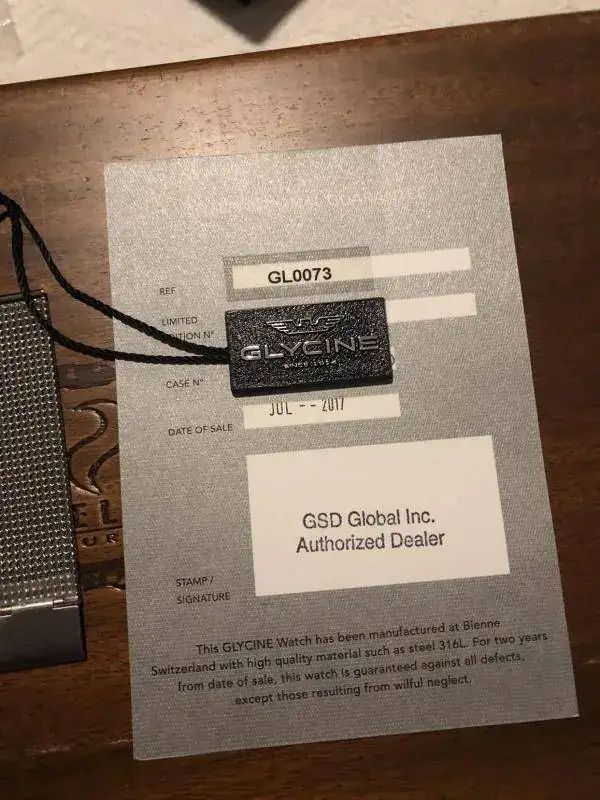 REF.
GL0073
LIMITED
EDITION N°
GLYCINE
SINCE 1914
CASE N°
JUL -- 2017
DATE OF SALE
GSD Global Inc.
Authorized Dealer
STAMP /
SIGNATURE
This GLYCINE Watch has been manufactured at Bienne
Switzerland with high quality material such as steel 316L. For two years
from date of sale, this watch is guaranteed against all defects,
except those resulting from wilful neglect.